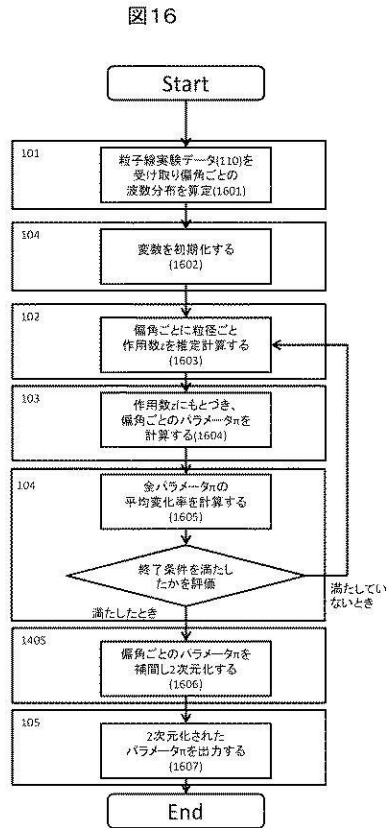 図16
Start
101
粒子線実験データ(110)を
受け取り偏角ごとの
波数分布を算定(1601)
104
変数を初期化する
(1602)
102
偏角ごとに粒径ごと
作用数zを推定計算する
(1603)
103
作用数zにもとづき、
偏角ごとのパラメータπを
計算する(1604)
104
全パラメータπの
平均変化率を計算する
(1605)
終了条件を満たし
たかを評価
満たしてい
ないとき
満たしたとき
1405
偏角ごとのパラメータπを
補間し2次元化する
(1606)
105
2次元化された
パラメータπを出力する
(1607)
End